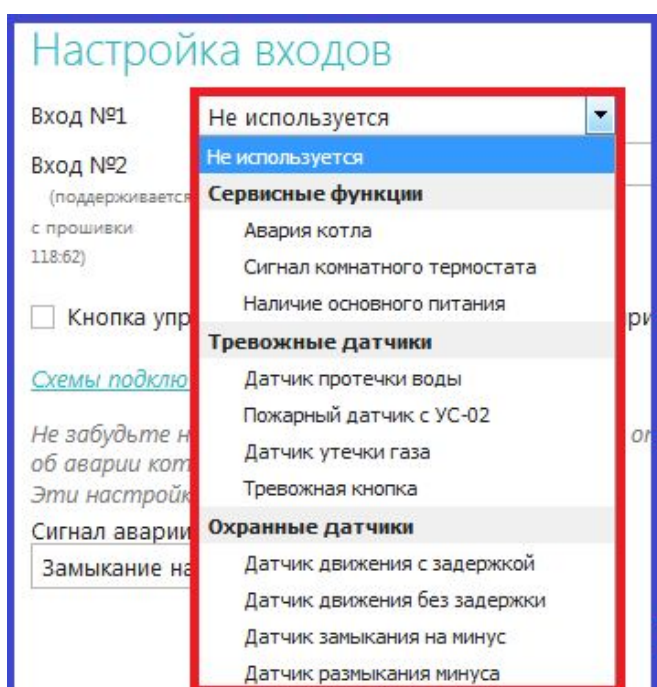 Настройка входов
Вход №1
Не используется
Не используется
Вход №2
(поддерживается
с прошивки
118:62)
Сервисные функции
Авария котла
Сигнал комнатного термостата
Наличие основного питания
Кнопка упр
ри
Тревожные датчики
Схемы подклю
Датчик протечки воды
Пожарный датчик с УС-02
Не забудьте н
оп
об аварии кот
Датчик утечки газа
Эти настройк
Тревожная кнопка
Сигнал аварии
Охранные датчики
Замыкание на
Датчик движения с задержкой
Датчик движения без задержки
Датчик замыкания на минус
Датчик размыкания минуса